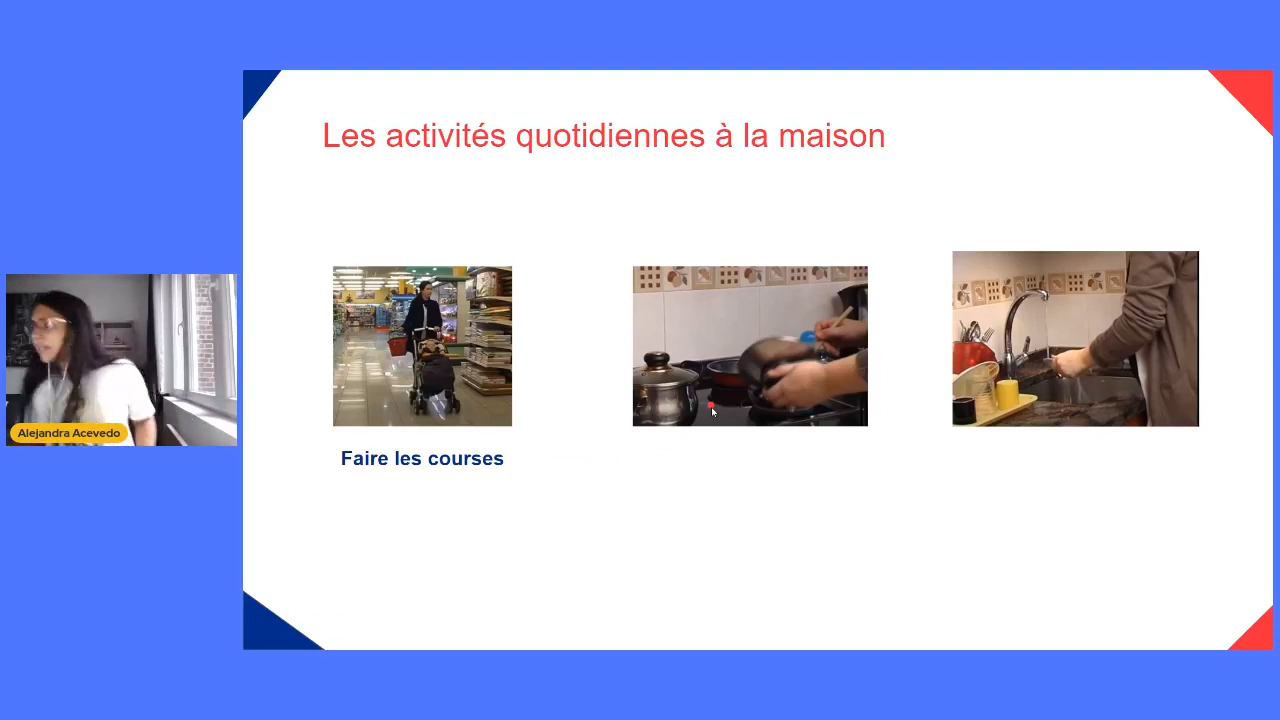 Les activités quotidiennes à la maison
Faire les courses
Alejandra Acevedo